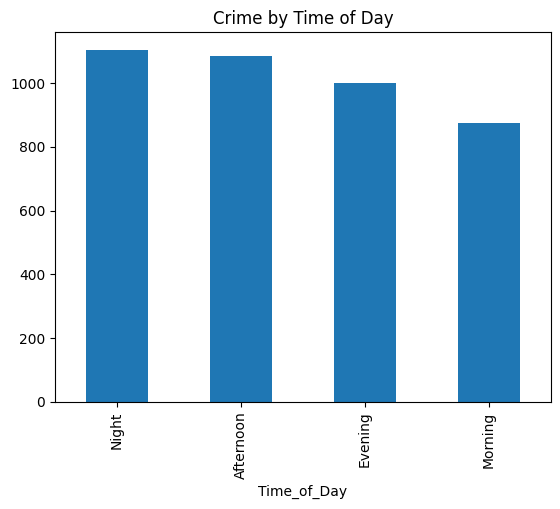 Crime by Time of Day
1000
800
600
400
200
0
Night
Afternoon
Evening
Morning
Time_of_Day